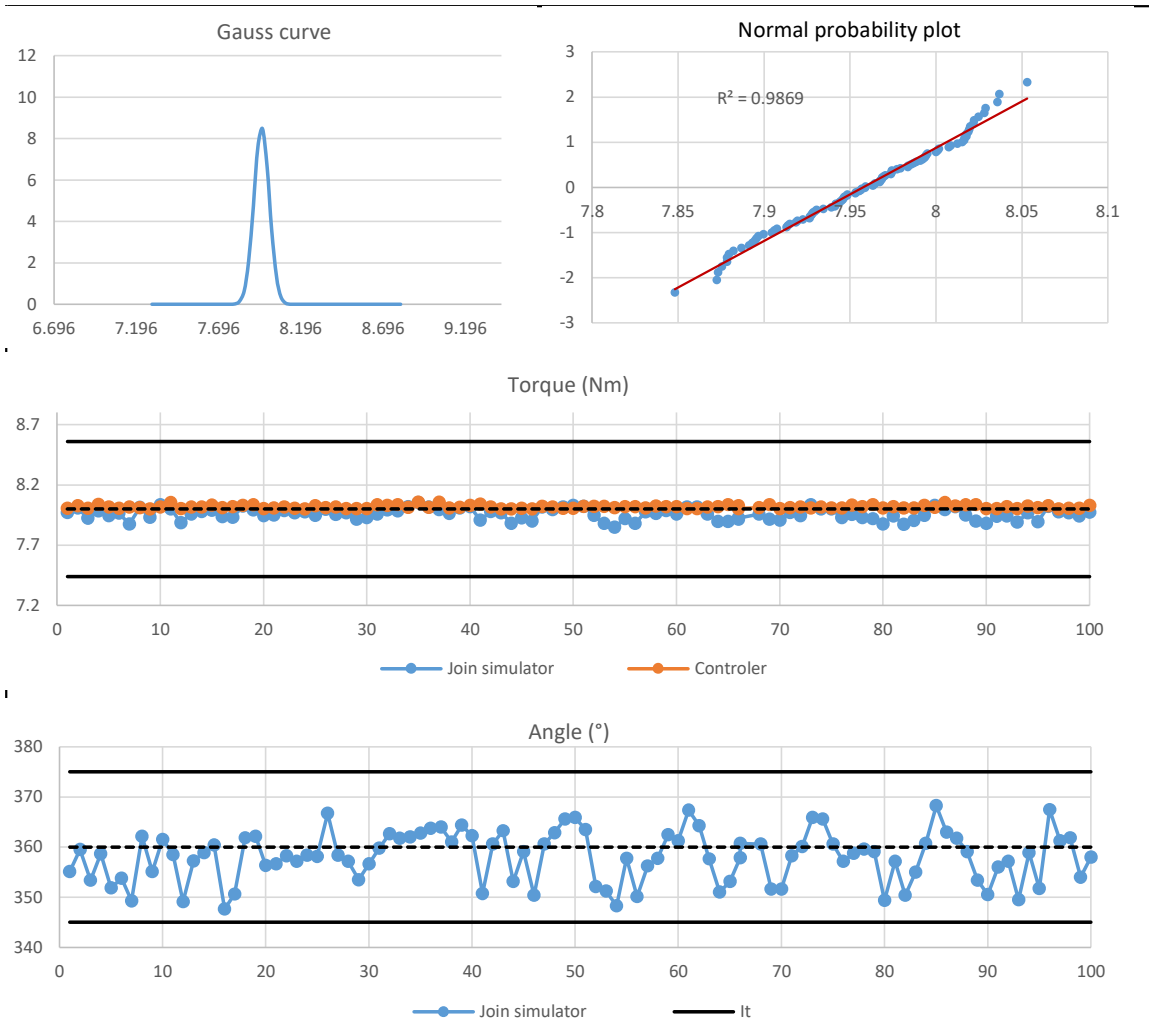 Gauss curve
12
10
8
6
4
2
0
6.696 7.196 7.696 8.196 8.696 9.196
Normal probability plot
3
2
1
0
-1
-2
-3
R² = 0.9869
7.8 7.85 7.9 7.95 8 8.05 8.1
Torque (Nm)
8.7
8.2
7.7
7.2
0 10 20 30 40 50 60 70 80 90 100
Join simulator Controler
Angle (°)
380
370
360
350
340
0 10 20 30 40 50 60 70 80 90 100
Join simulator It